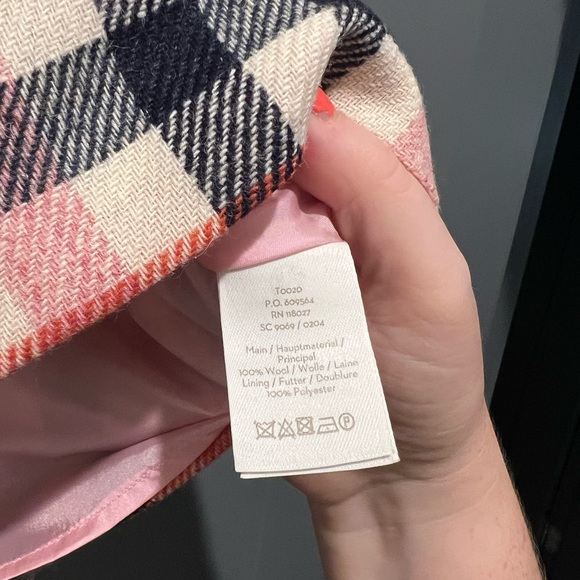 T0020
P.O. 809564
RN 118027
SC 9069 / 0204
Main / Hauptmaterial /
Principal
100% Wool / Wolle / Laine
Lining / Futter / Doublure
100% Polyester
P